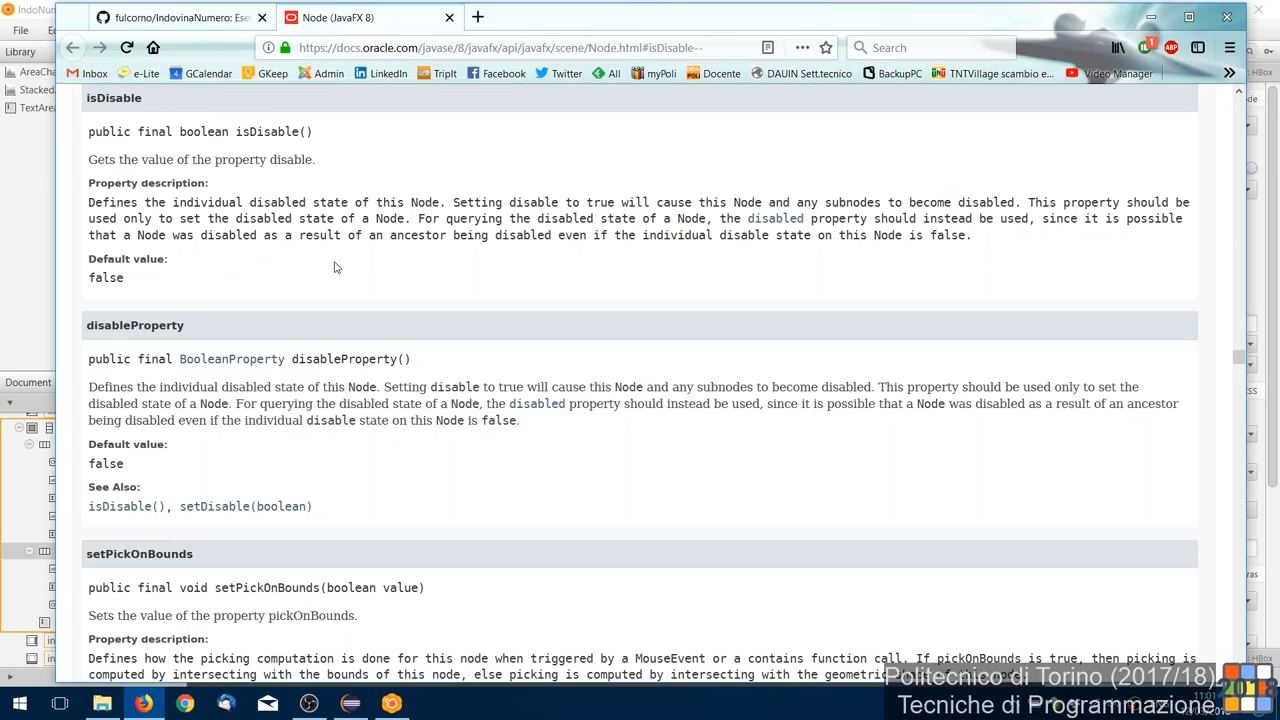 IndoNum
fulcorno/IndovinaNumero: Ese
Node (JavaFX 8)
File
https://docs.oracle.com/javase/8/javafx/api/javafx/scene/Node.html#isDisable--
Search
Library
: HBox
Inbox
e-Lite
GCalendar
GKeep
Admin
LinkedIn
TripIt
Facebook
Twitter
All
myPoli
Docente
DAUIN Sett.tecnico
BackupPC
TNTVillage scambio e...
Video Manager
AreaChar
Stacked
TextArea
isDisable
public final boolean isDisable()
Gets the value of the property disable.
Property description:
Defines the individual disabled state of this Node. Setting disable to true will cause this Node and any subnodes to become disabled. This property should be
used only to set the disabled state of a Node. For querying the disabled state of a Node, the disabled property should instead be used, since it is possible
that a Node was disabled as a result of an ancestor being disabled even if the individual disable state on this Node is false.
Default value:
false
disableProperty
public final BooleanProperty disableProperty()
Document
Defines the individual disabled state of this Node. Setting disable to true will cause this Node and any subnodes to become disabled. This property should be used only to set the
disabled state of a Node. For querying the disabled state of a Node, the disabled property should instead be used, since it is possible that a Node was disabled as a result of an ancestor
being disabled even if the individual disable state on this Node is false.
Default value:
false
See Also:
isDisable(), setDisable(boolean)
setPickOnBounds
public final void setPickOnBounds(boolean value)
Sets the value of the property pickOnBounds.
Property description:
Defines how the picking computation is done for this node when triggered by a MouseEvent or a contains function call. If pickOnBounds is true, then picking is
computed by intersecting with the bounds of this node, else picking is computed by intersecting with the geometric
Politecnico di Torino (2017/18)
Tecniche di Programmazione
2018
11:01